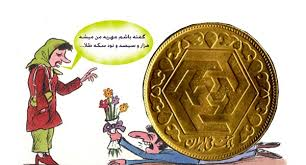 گفته باشم مهریه من میشه
هزار و سیصد و نود سکه طلا...